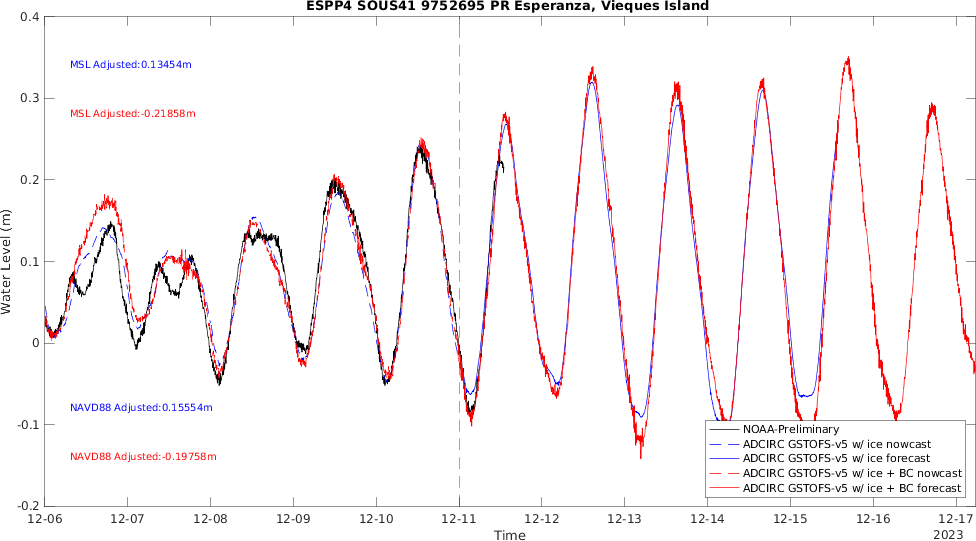 ESPP4 SOUS41 9752695 PR Esperanza, Vieques Island
0.4
0.3
0.2
0.1
0
-0.1
-0.2
Water Level (m)
MSL Adjusted:0.13454m
MSL Adjusted:-0.21858m
NAVD88 Adjusted:0.15554m
NAVD88 Adjusted:-0.19758m
NOAA-Preliminary
ADCIRC GSTOFS-v5 w/ ice nowcast
ADCIRC GSTOFS-v5 w/ ice forecast
ADCIRC GSTOFS-v5 w/ ice + BC nowcast
ADCIRC GSTOFS-v5 w/ ice + BC forecast
12-06 12-07 12-08 12-09 12-10 12-11 12-12 12-13 12-14 12-15 12-16 12-17
Time
2023